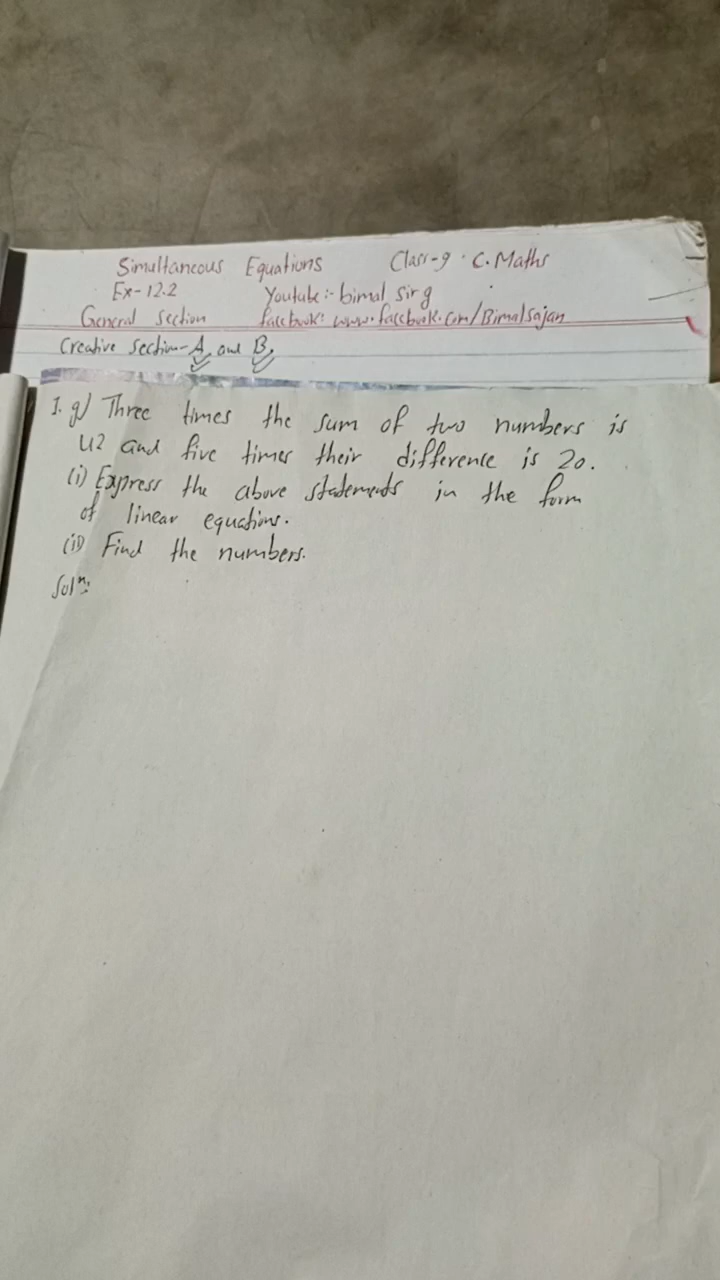 Simultaneous Equations Class-9 C. Maths
Ex-12.2 Youtube:- bimal sir g
General Section facebook: www.facebook.com/Bimalsajan
Creative section-A and B
1. g) Three times the sum of two numbers is
42 and five times their difference is 20.
(i) Express the above statements in the form
of linear equations.
(ii) Find the numbers.
Solⁿ: